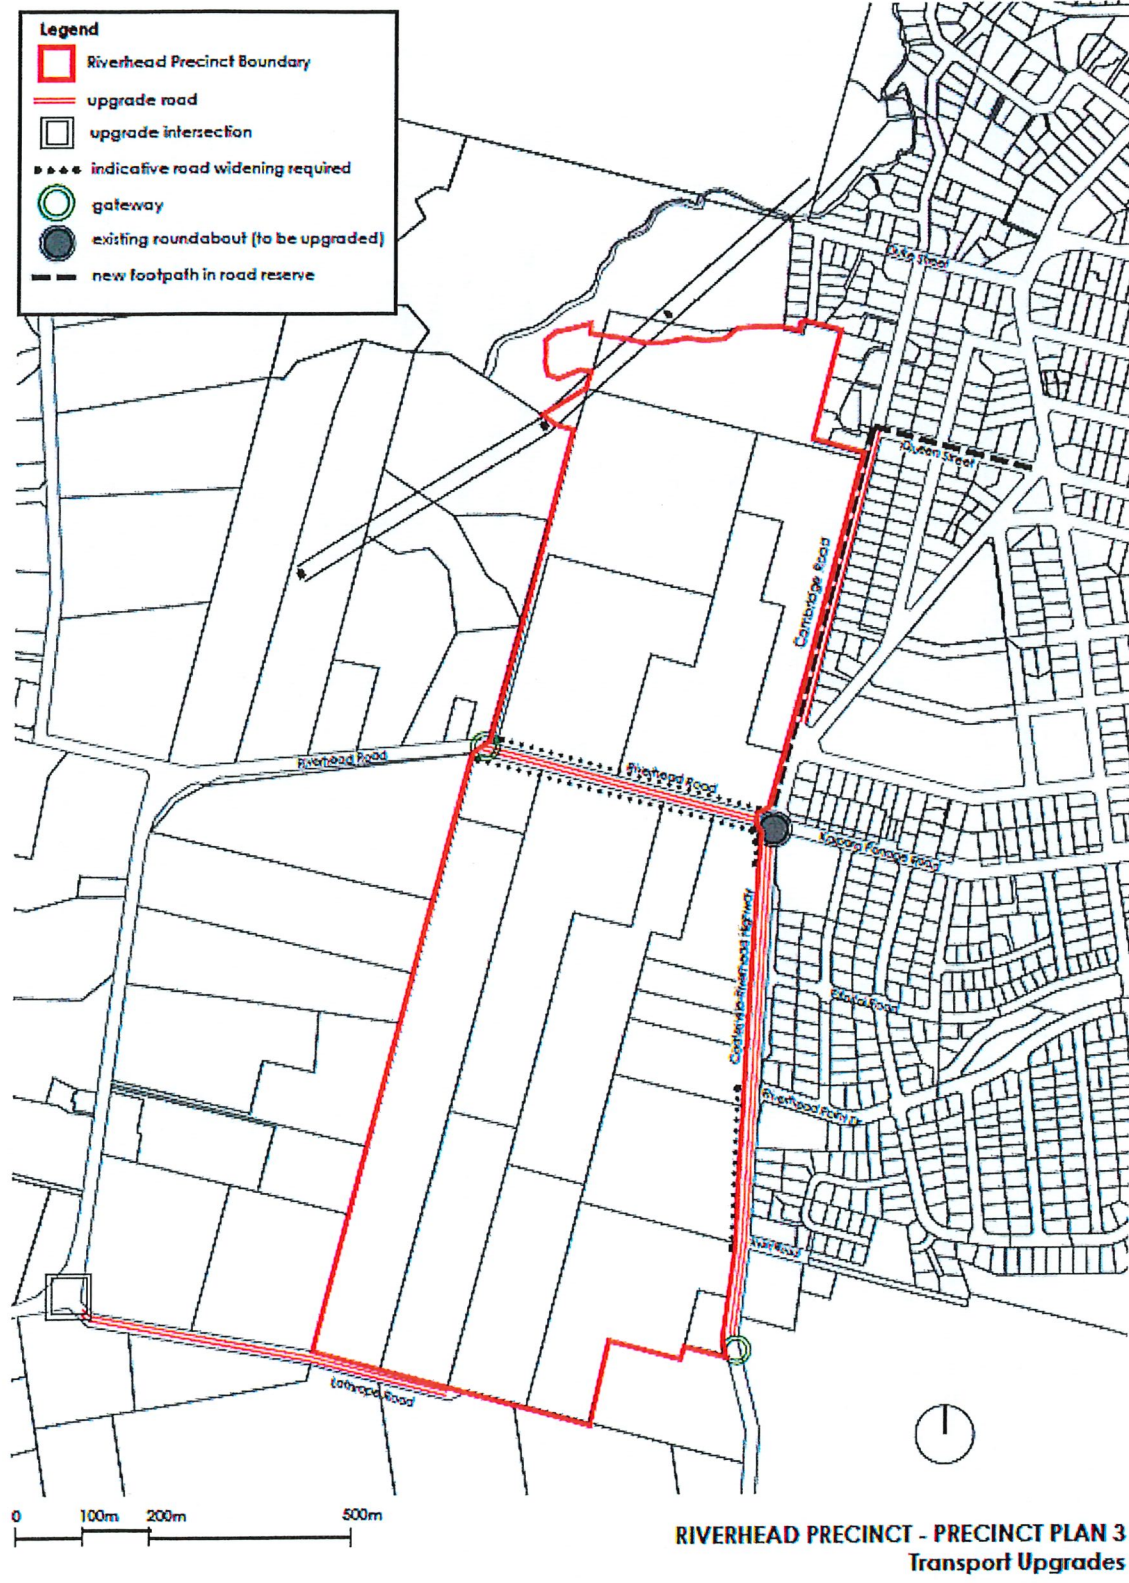 Legend
Riverhead Precinct Boundary
upgrade road
upgrade intersection
indicative road widening required
gateway
existing roundabout (to be upgraded)
new footpath in road reserve
Duke Street
Queen Street
Cambridge Road
Riverhead Road
Riverhead Road
Kaipara Portage Road
Coatesville-Riverhead Highway
Road
Riverhead Point Dr
Road
Lathrope Road
0 100m 200m 500m
RIVERHEAD PRECINCT - PRECINCT PLAN 3
Transport Upgrades